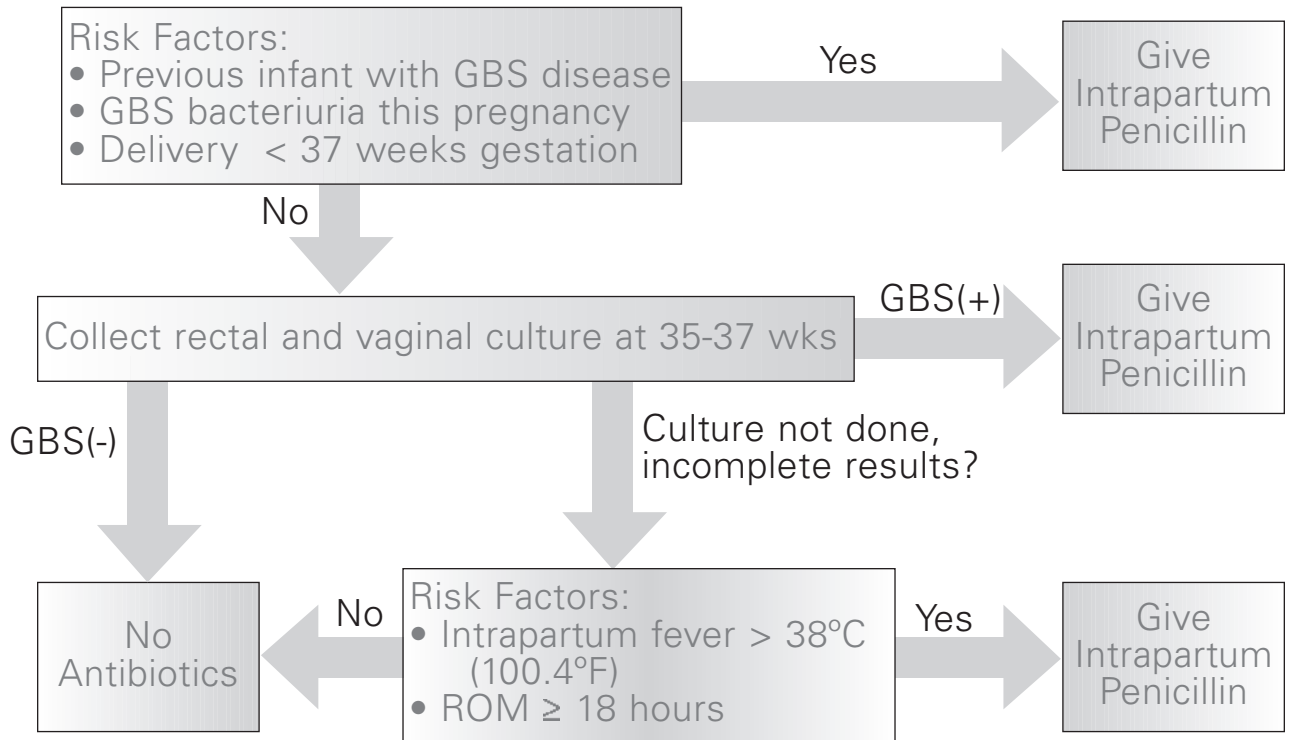 Risk Factors:
• Previous infant with GBS disease
• GBS bacteriuria this pregnancy
• Delivery < 37 weeks gestation
Yes
Give
Intrapartum
Penicillin
No
Collect rectal and vaginal culture at 35-37 wks
GBS(+)
Give
Intrapartum
Penicillin
GBS(-)
Culture not done,
incomplete results?
No
Antibiotics
No
Risk Factors:
• Intrapartum fever > 38ºC
(100.4ºF)
• ROM ≥ 18 hours
Yes
Give
Intrapartum
Penicillin